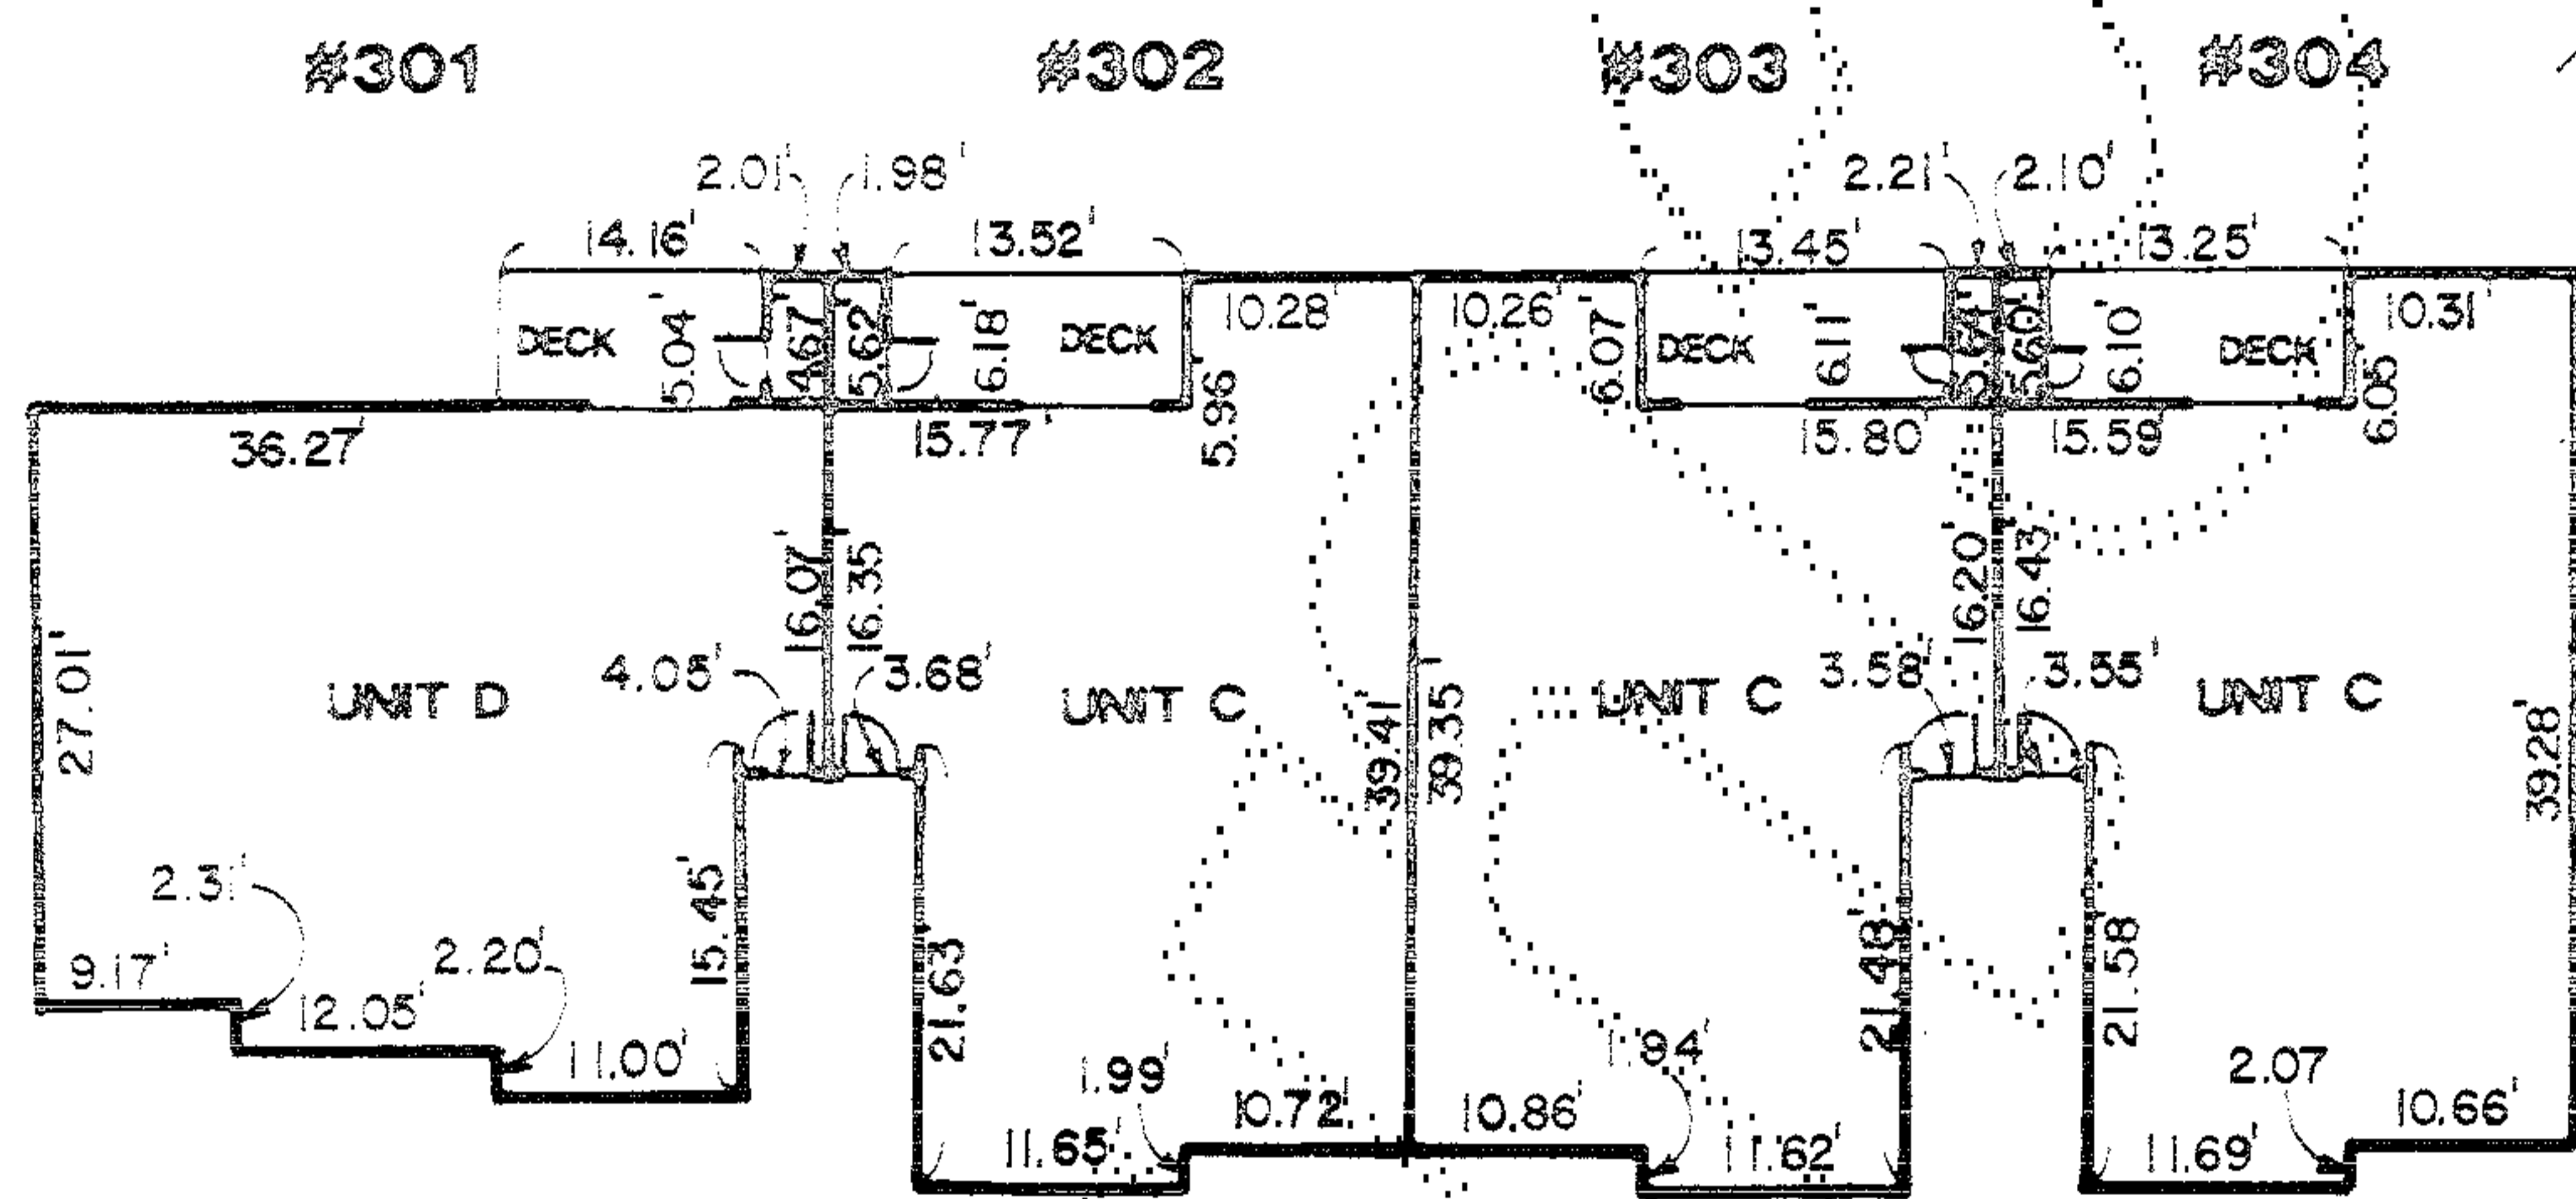 #301 #302 #303 #304
2.01' 1.98' 2.21' 2.10'
14.16' 13.52' 13.45' 13.25'
DECK 5.04' 4.67' 5.62' 6.18' DECK 10.28' 10.26' 6.07' DECK 6.11' 5.60' 6.10' DECK 10.31'
36.27' 15.77' 5.96' 15.80' 15.59' 6.05'
16.07' 16.35' 16.20' 16.43'
27.01' UNIT D 4.05' 3.68' UNIT C 39.41' 39.35' UNIT C 3.58' 3.55' UNIT C 39.28'
2.31' 15.45' 21.63' 21.48' 21.58'
9.17' 2.20'
12.05' 11.00' 1.99' 1.94' 2.07
10.72' 10.86' 10.66'
11.65' 11.62' 11.69'